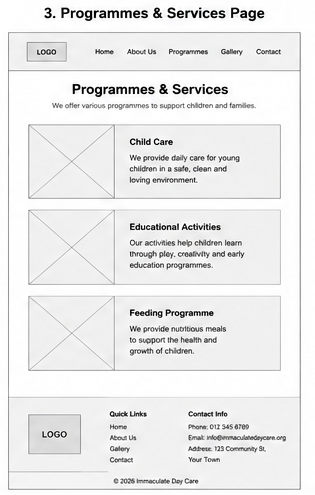 3. Programmes & Services Page
LOGO
Home About Us Programmes Gallery Contact
Programmes & Services
We offer various programmes to support children and families.
Child Care
We provide daily care for young
children in a safe, clean and
loving environment.
Educational Activities
Our activities help children learn
through play, creativity and early
education programmes.
Feeding Programme
We provide nutritious meals
to support the health and
growth of children.
LOGO
Quick Links
Home
About Us
Gallery
Contact
Contact Info
Phone: 012 345 6789
Email: info@immaculatedaycare.org
Address: 123 Community St,
Your Town
© 2026 Immaculate Day Care